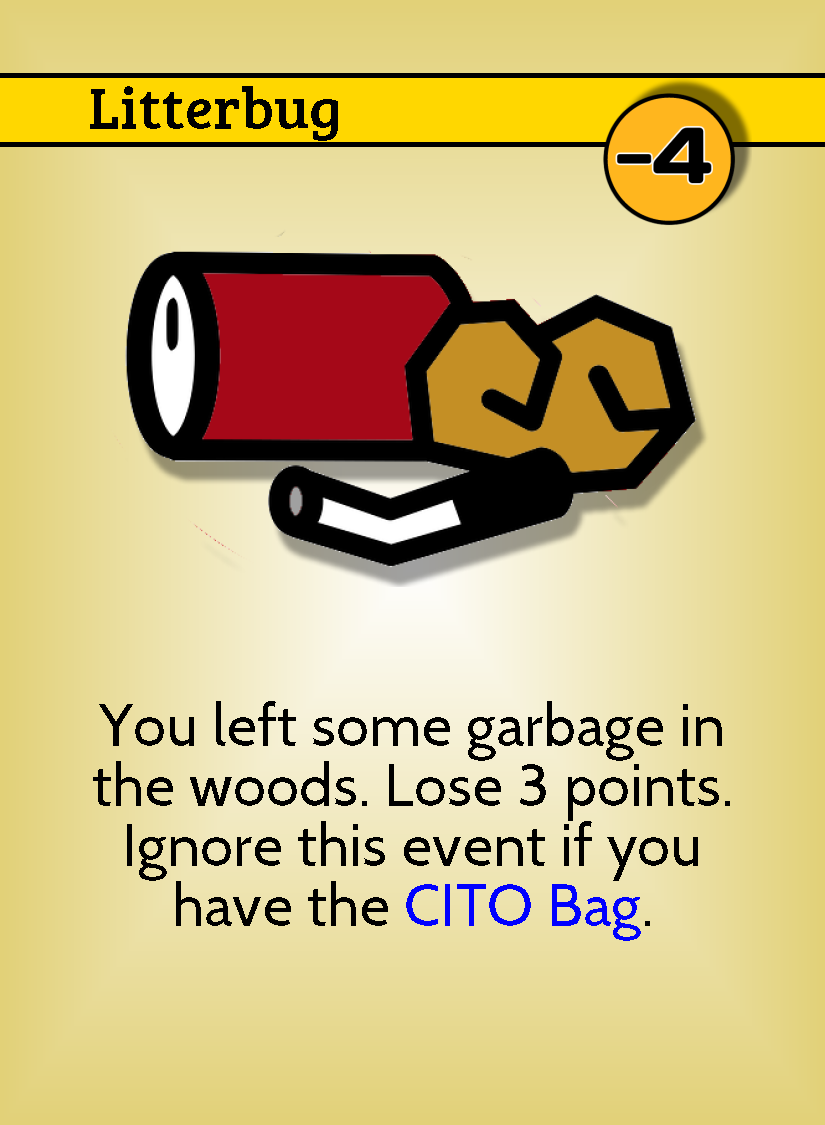 Litterbug
-4
You left some garbage in
the woods. Lose 3 points.
Ignore this event if you
have the CITO Bag.